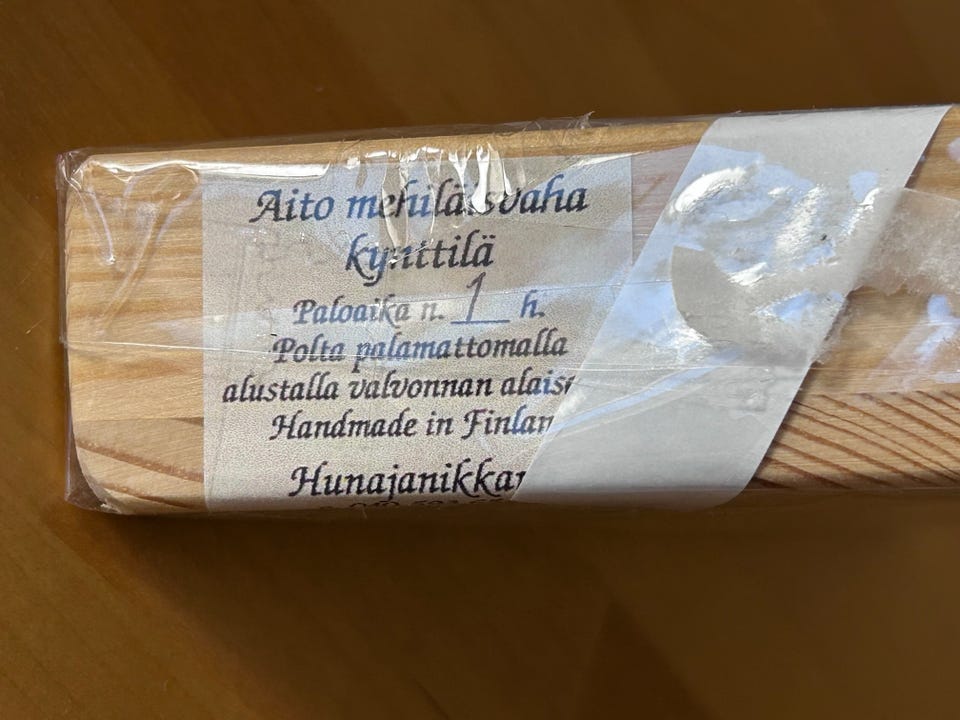 Aito mehiläisvaha
kynttilä
Paloaika n. 1 h.
Polta palamattomalla
alustalla valvonnan
Handmade in